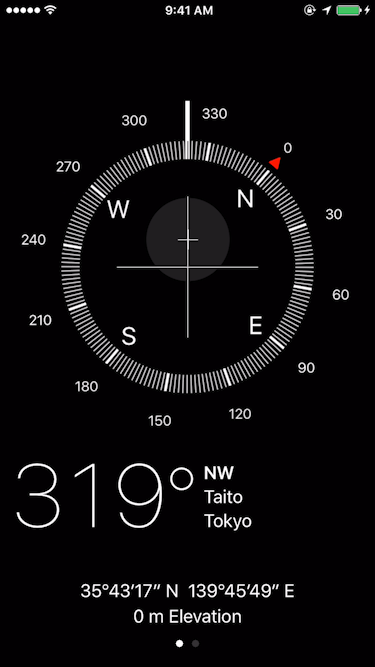 9:41 AM
300
330
270
0
W
N
240
30
210
60
S
E
180
90
150
120
319°
NW
Taito
Tokyo
35°43′17″ N 139°45′49″ E
0 m Elevation